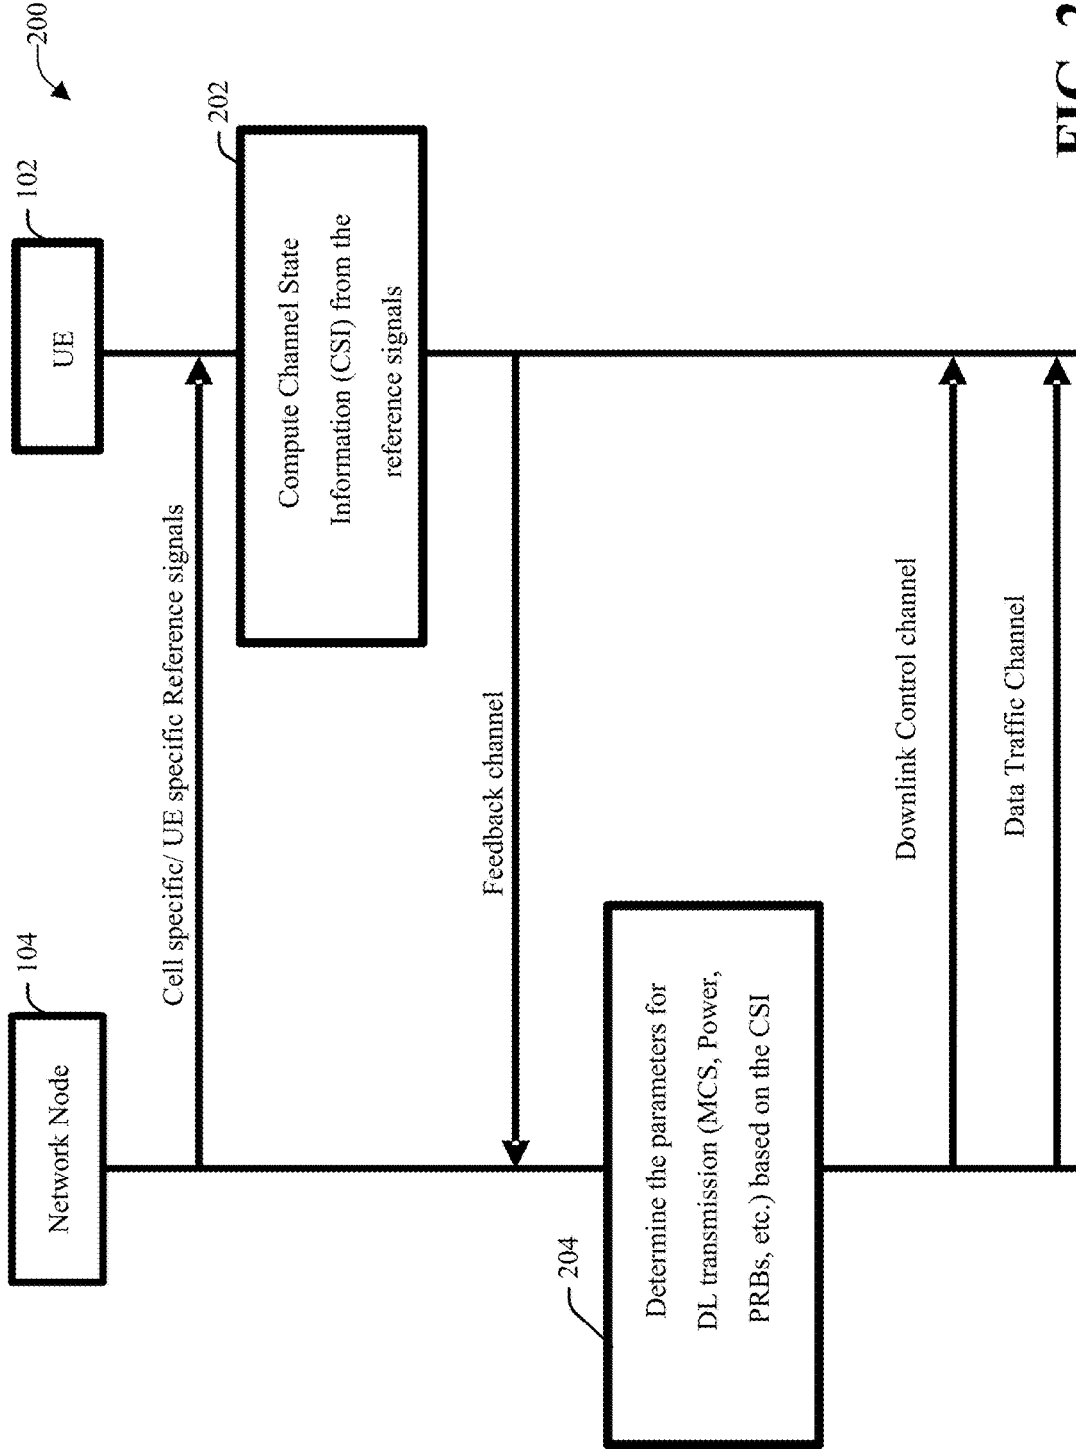 200
Network Node
104
UE
102
Cell specific/ UE specific Reference signals
202
Compute Channel State
Information (CSI) from the
reference signals
Feedback channel
204
Determine the parameters for
DL transmission (MCS, Power,
PRBs, etc.) based on the CSI
Downlink Control channel
Data Traffic Channel
FIG. 2